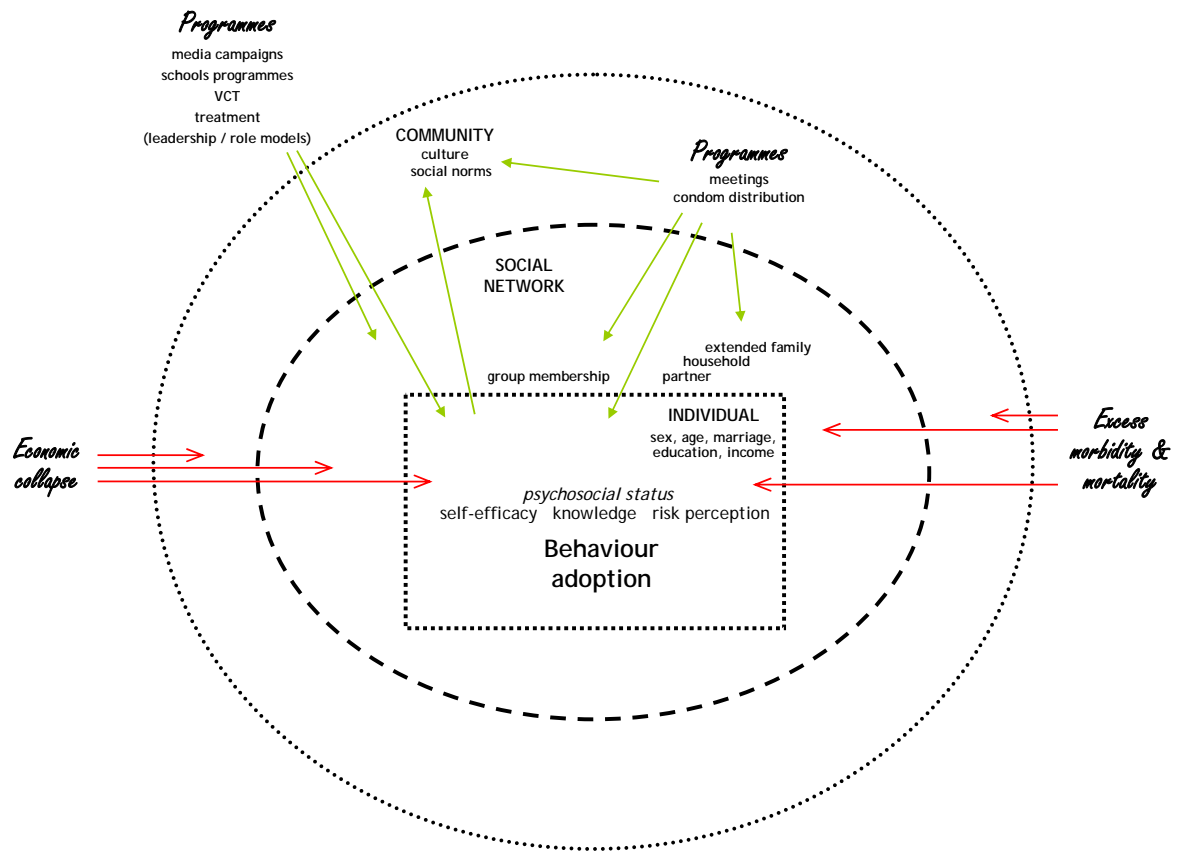 Programmes
media campaigns
schools programmes
VCT
treatment
(leadership / role models)
COMMUNITY
culture
social norms
Programmes
meetings
condom distribution
SOCIAL
NETWORK
extended family
household
group membership
partner
INDIVIDUAL
sex, age, marriage,
education, income
Economic
collapse
Excess
morbidity &
mortality
psychosocial status
self-efficacy knowledge risk perception
Behaviour
adoption